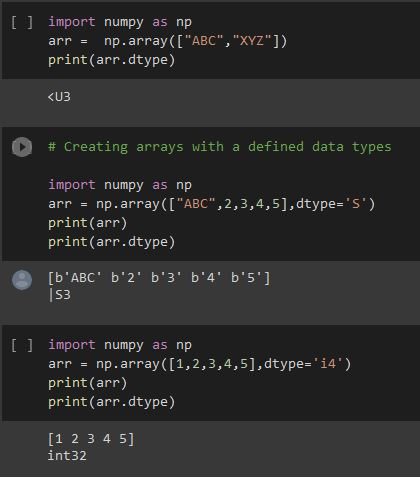 [ ] import numpy as np
arr =  np.array(["ABC","XYZ"])
print(arr.dtype)
<U3
# Creating arrays with a defined data types
import numpy as np
arr = np.array(["ABC",2,3,4,5],dtype='S')
print(arr)
print(arr.dtype)
[b'ABC' b'2' b'3' b'4' b'5']
|S3
[ ] import numpy as np
arr = np.array([1,2,3,4,5],dtype='i4')
print(arr)
print(arr.dtype)
[1 2 3 4 5]
int32